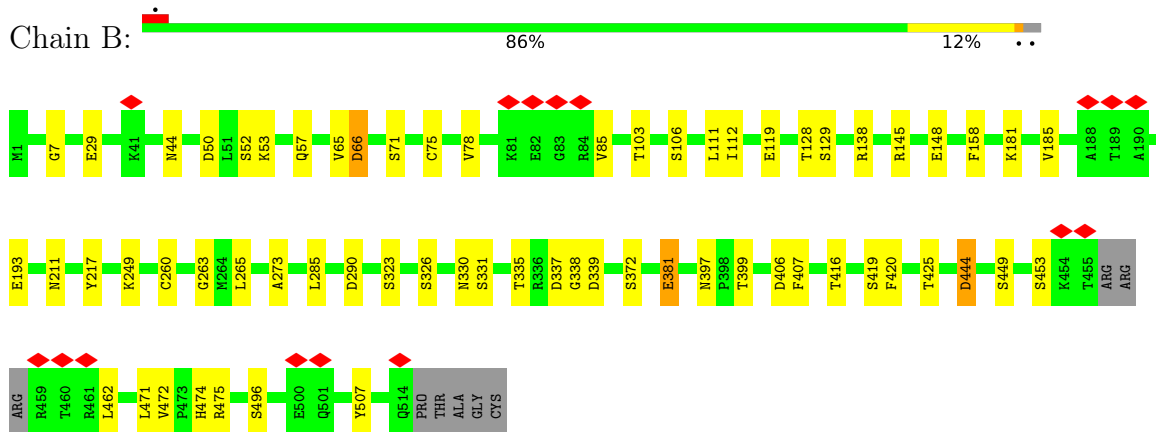 Chain B:
86% 12%
M1 G7 E29 K41 N44 D50 L51 S52 K53 Q57 V65 D66 S71 C75 V78 K81 E82 G83 R84 V85 T103 S106 L111 I112 E119 T128 S129 R138 R145 E148 F158 K181 V185 A188 T189 A190
E193 N211 Y217 K249 C260 G263 M264 L265 A273 L285 D290 S323 S326 N330 S331 T335 R336 D337 G338 D339 S372 E381 N397 P398 T399 D406 F407 T416 S419 F420 T425 D444 S449 S453 K454 T455 ARG ARG
ARG R459 T460 R461 L462 L471 V472 P473 H474 R475 S496 E500 Q501 Y507 Q514 PRO THR ALA GLY CYS